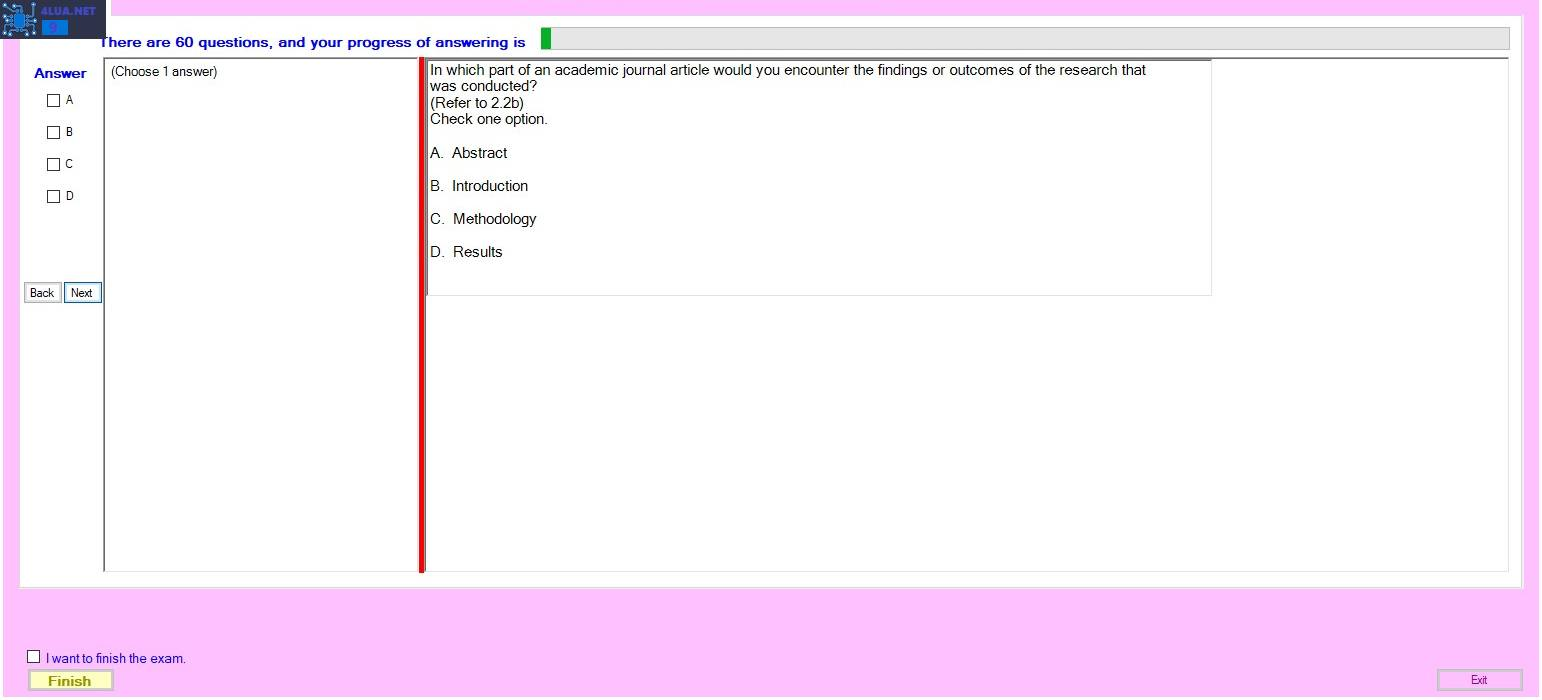 4LUA.NET
9
There are 60 questions, and your progress of answering is
Answer
(Choose 1 answer)
A
B
C
D
Back
Next
In which part of an academic journal article would you encounter the findings or outcomes of the research that
was conducted?
(Refer to 2.2b)
Check one option.
A. Abstract
B. Introduction
C. Methodology
D. Results
I want to finish the exam.
Finish
Exit